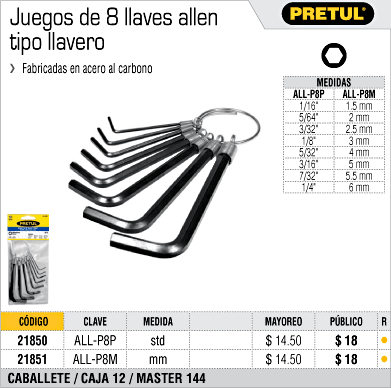 Juegos de 8 llaves allen
tipo llavero
› Fabricadas en acero al carbono
PRETUL®
MEDIDAS
ALL-P8P ALL-P8M
1/16" 1.5 mm
5/64" 2 mm
3/32" 2.5 mm
1/8" 3 mm
5/32" 4 mm
3/16" 5 mm
7/32" 5.5 mm
1/4" 6 mm
PRETUL
CÓDIGO CLAVE MEDIDA MAYOREO PÚBLICO R
21850 ALL-P8P std $ 14.50 $ 18
21851 ALL-P8M mm $ 14.50 $ 18
CABALLETE / CAJA 12 / MASTER 144